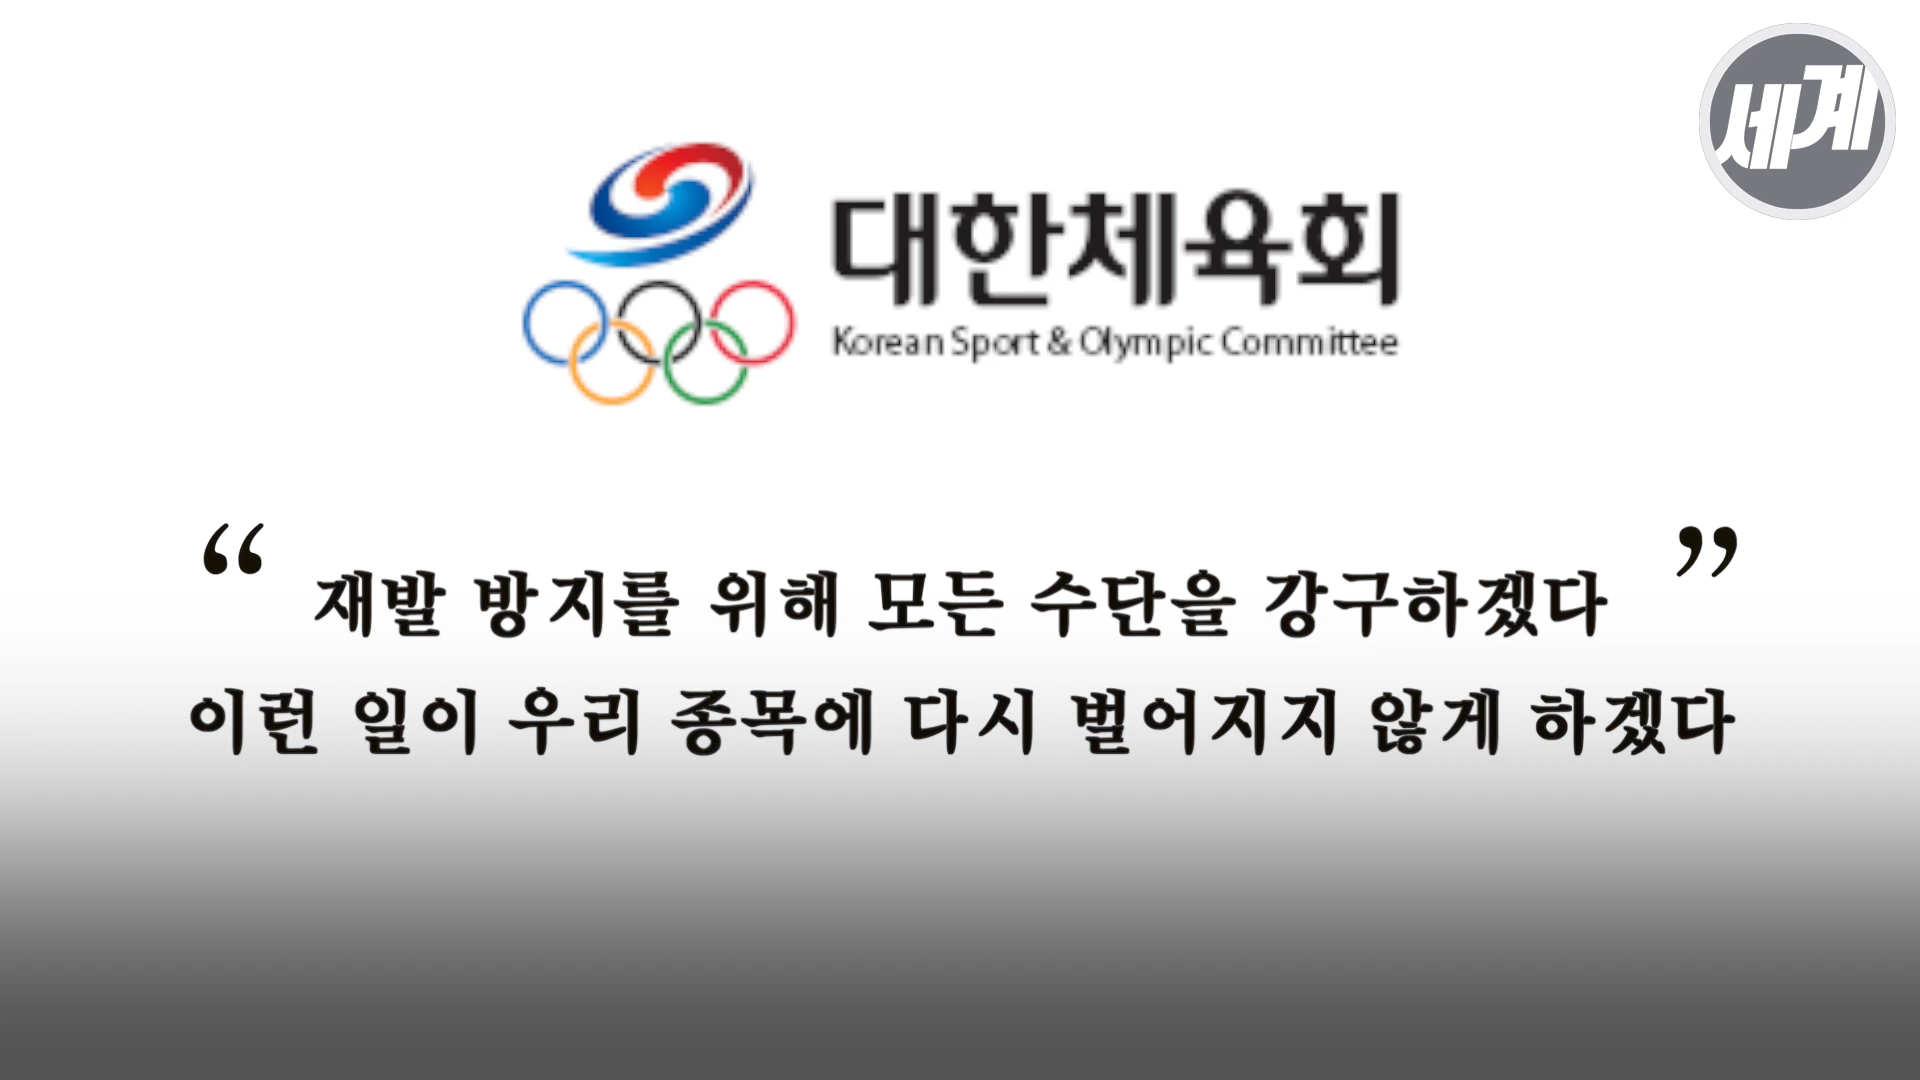 세계
대한체육회
Korean Sport & Olympic Committee
“ 재발 방지를 위해 모든 수단을 강구하겠다 ”
이런 일이 우리 종목에 다시 벌어지지 않게 하겠다